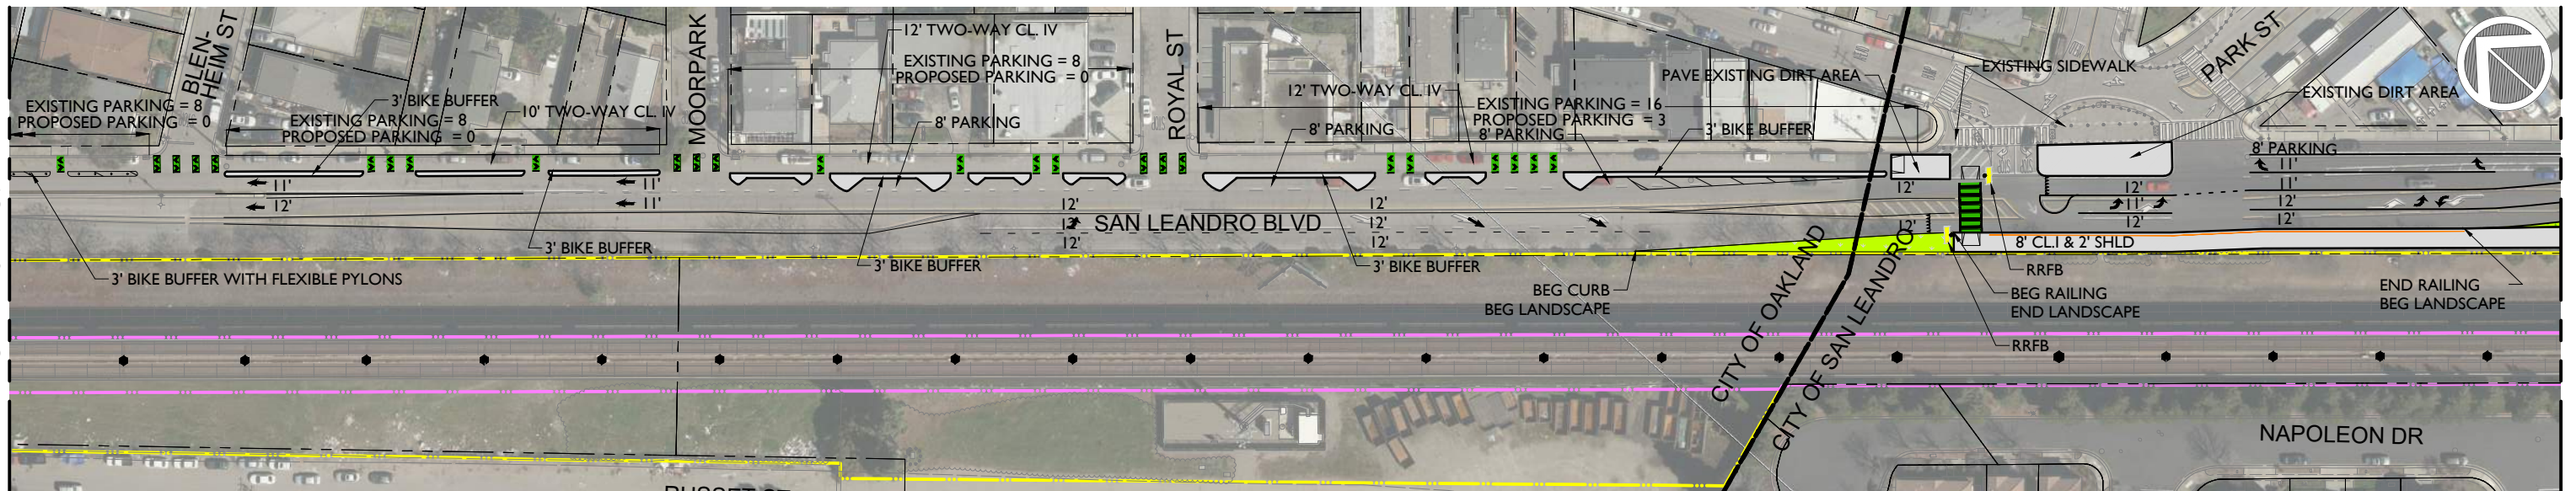 BLEN-
HEIM ST
EXISTING PARKING = 8
PROPOSED PARKING = 0
3' BIKE BUFFER
EXISTING PARKING = 8
PROPOSED PARKING = 0
10' TWO-WAY CL. IV
MOORPARK
12' TWO-WAY CL. IV
EXISTING PARKING = 8
PROPOSED PARKING = 0
8' PARKING
ROYAL ST
12' TWO-WAY CL. IV
8' PARKING
EXISTING PARKING = 16
PROPOSED PARKING = 3
8' PARKING
3' BIKE BUFFER
PAVE EXISTING DIRT AREA
EXISTING SIDEWALK
PARK ST
EXISTING DIRT AREA
8' PARKING
11'
12'
11'
3' BIKE BUFFER
3' BIKE BUFFER WITH FLEXIBLE PYLONS
12'
12'
12'
SAN LEANDRO BLVD
3' BIKE BUFFER
12'
12'
12'
3' BIKE BUFFER
12'
12'
12'
11'
12'
11'
11'
12'
12'
8' CL.I & 2' SHLD
BEG CURB
BEG LANDSCAPE
CITY OF OAKLAND
CITY OF SAN LEANDRO
RRFB
BEG RAILING
END LANDSCAPE
RRFB
END RAILING
BEG LANDSCAPE
NAPOLEON DR